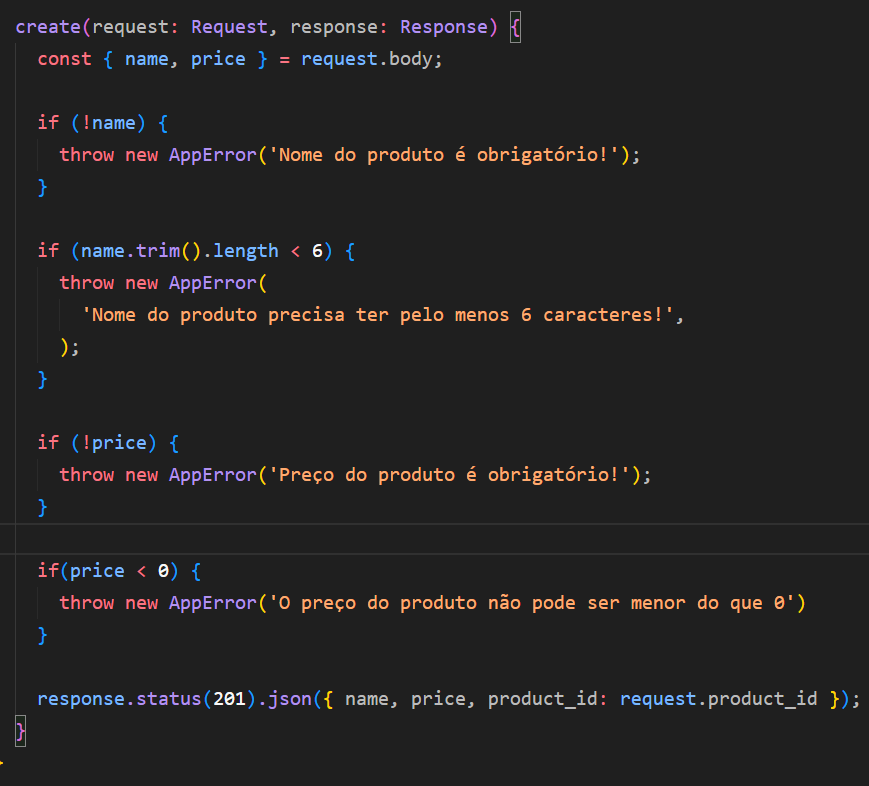 create(request: Request, response: Response) {
const { name, price } = request.body;
if (!name) {
throw new AppError('Nome do produto é obrigatório!');
}
if (name.trim().length < 6) {
throw new AppError(
'Nome do produto precisa ter pelo menos 6 caracteres!',
);
}
if (!price) {
throw new AppError('Preço do produto é obrigatório!');
}
if(price < 0) {
throw new AppError('O preço do produto não pode ser menor do que 0')
}
response.status(201).json({ name, price, product_id: request.product_id });
}